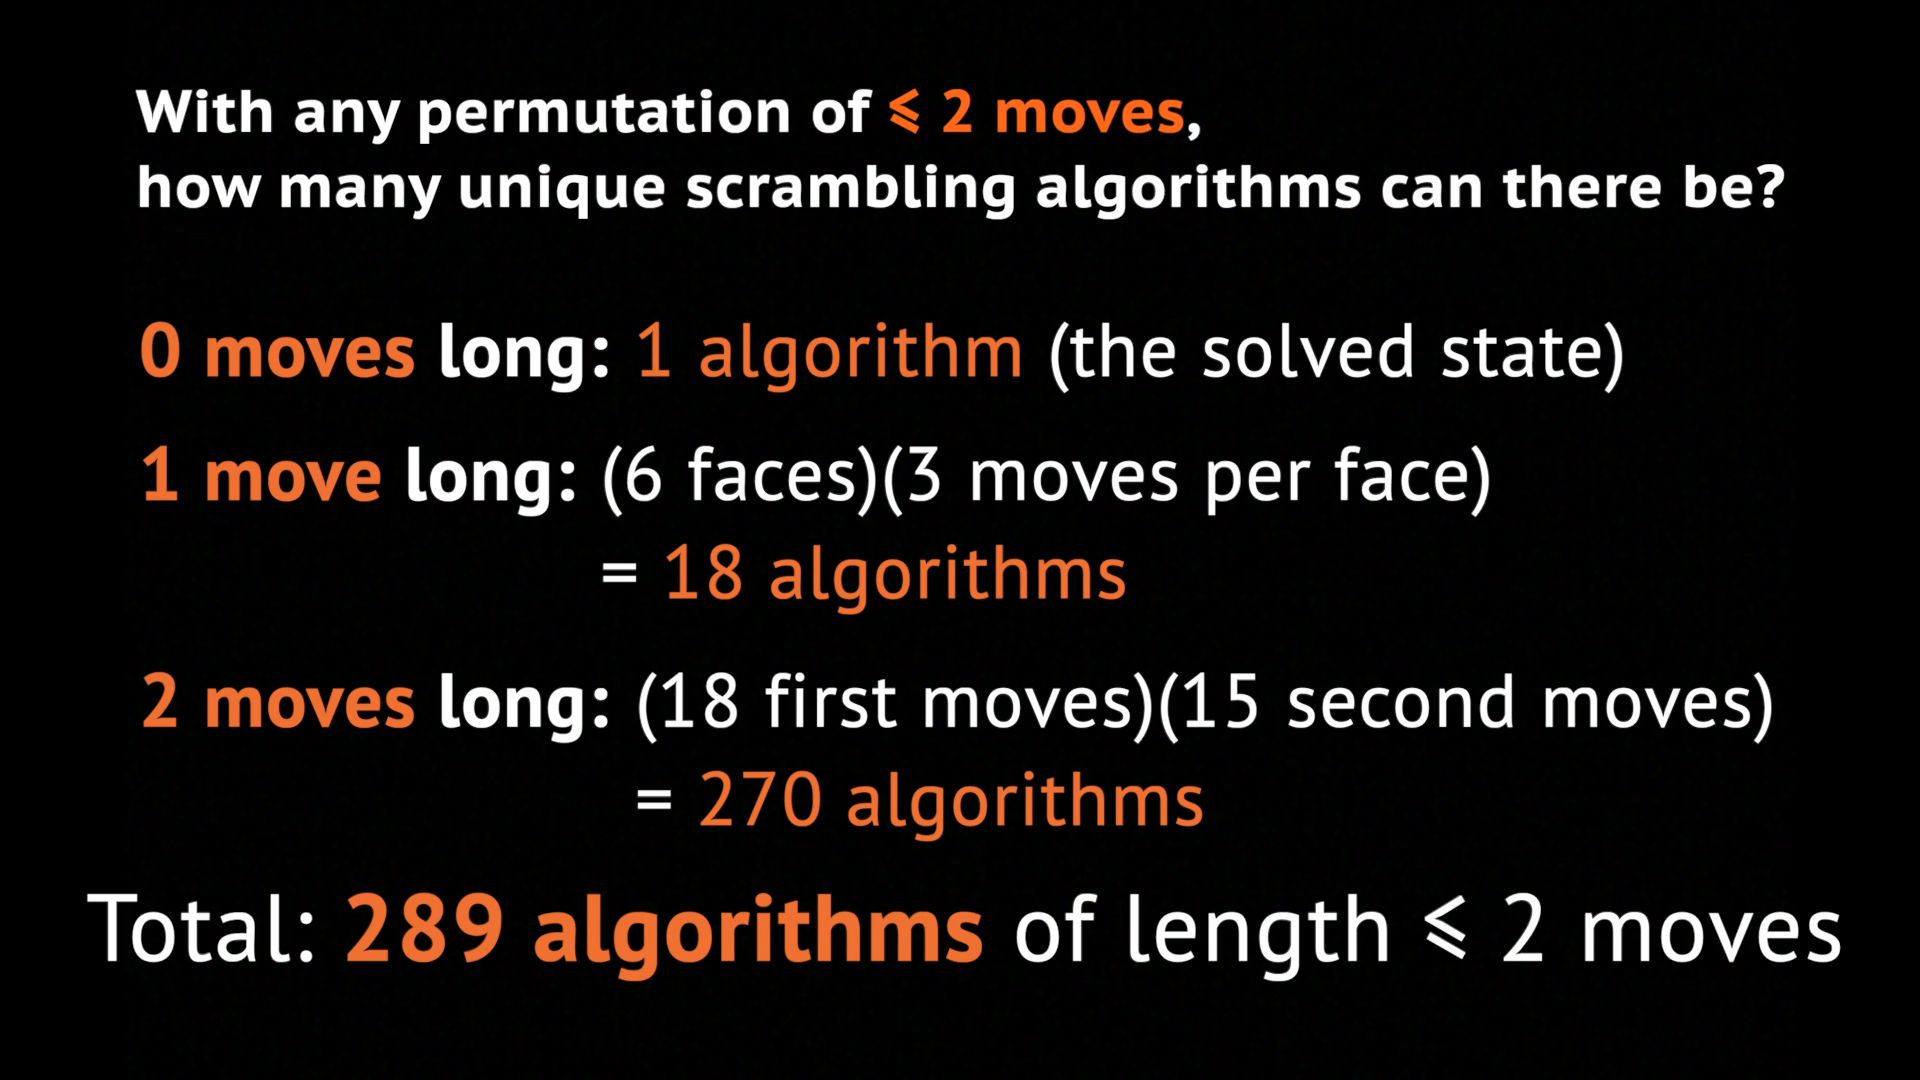 With any permutation of ⩽ 2 moves,
how many unique scrambling algorithms can there be?
0 moves long: 1 algorithm (the solved state)
1 move long: (6 faces)(3 moves per face)
= 18 algorithms
2 moves long: (18 first moves)(15 second moves)
= 270 algorithms
Total: 289 algorithms of length ⩽ 2 moves